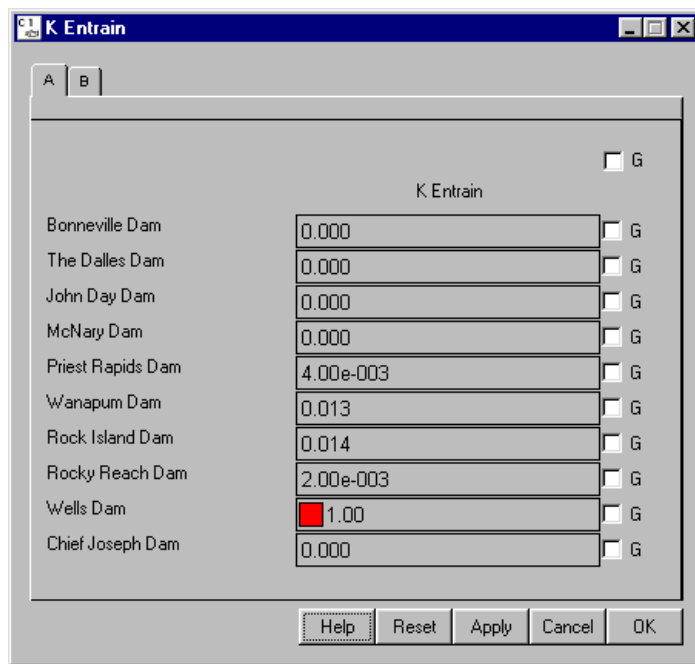 K Entrain
A B
G
K Entrain
Bonneville Dam 0.000 G
The Dalles Dam 0.000 G
John Day Dam 0.000 G
McNary Dam 0.000 G
Priest Rapids Dam 4.00e-003 G
Wanapum Dam 0.013 G
Rock Island Dam 0.014 G
Rocky Reach Dam 2.00e-003 G
Wells Dam 1.00 G
Chief Joseph Dam 0.000 G
Help Reset Apply Cancel OK